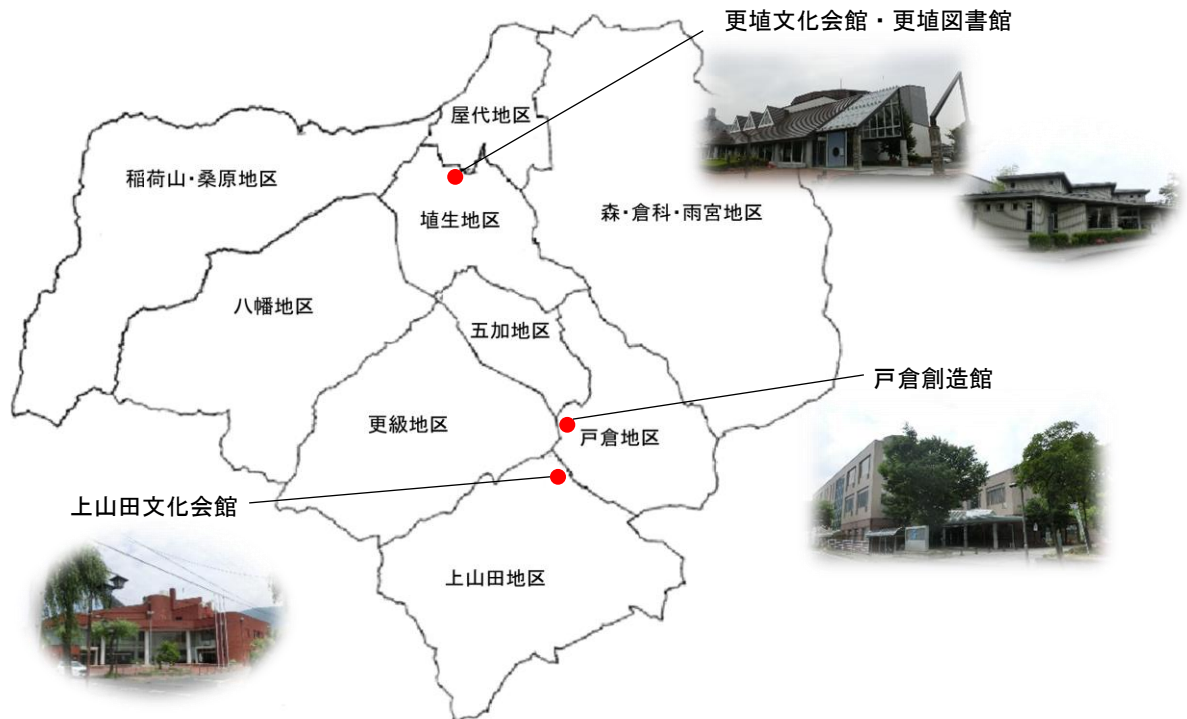 更埴文化会館・更埴図書館
屋代地区
稲荷山・桑原地区
森・倉科・雨宮地区
埴生地区
八幡地区
五加地区
戸倉創造館
更級地区
戸倉地区
上山田文化会館
上山田地区